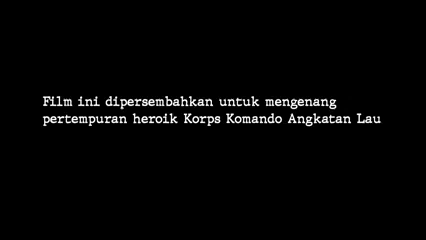 Film ini dipersembahkan untuk mengenang
pertempuran heroik Korps Komando Angkatan Lau